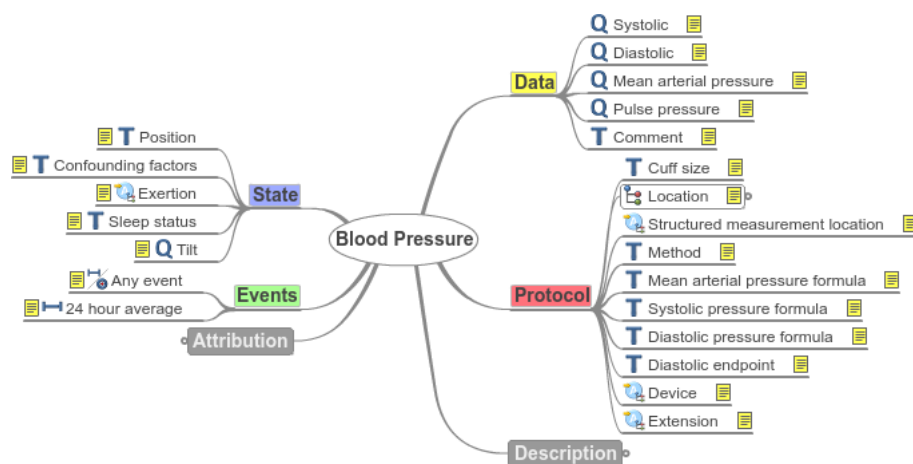 Blood Pressure
Data
Q Systolic
Q Diastolic
Q Mean arterial pressure
Q Pulse pressure
T Comment
Protocol
T Cuff size
Location
Structured measurement location
T Method
T Mean arterial pressure formula
T Systolic pressure formula
T Diastolic pressure formula
T Diastolic endpoint
Device
Extension
Description
State
T Position
T Confounding factors
Exertion
T Sleep status
Q Tilt
Events
Any event
24 hour average
Attribution